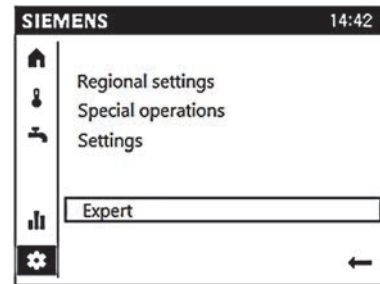 SIEMENS 14:42
Regional settings
Special operations
Settings
Expert